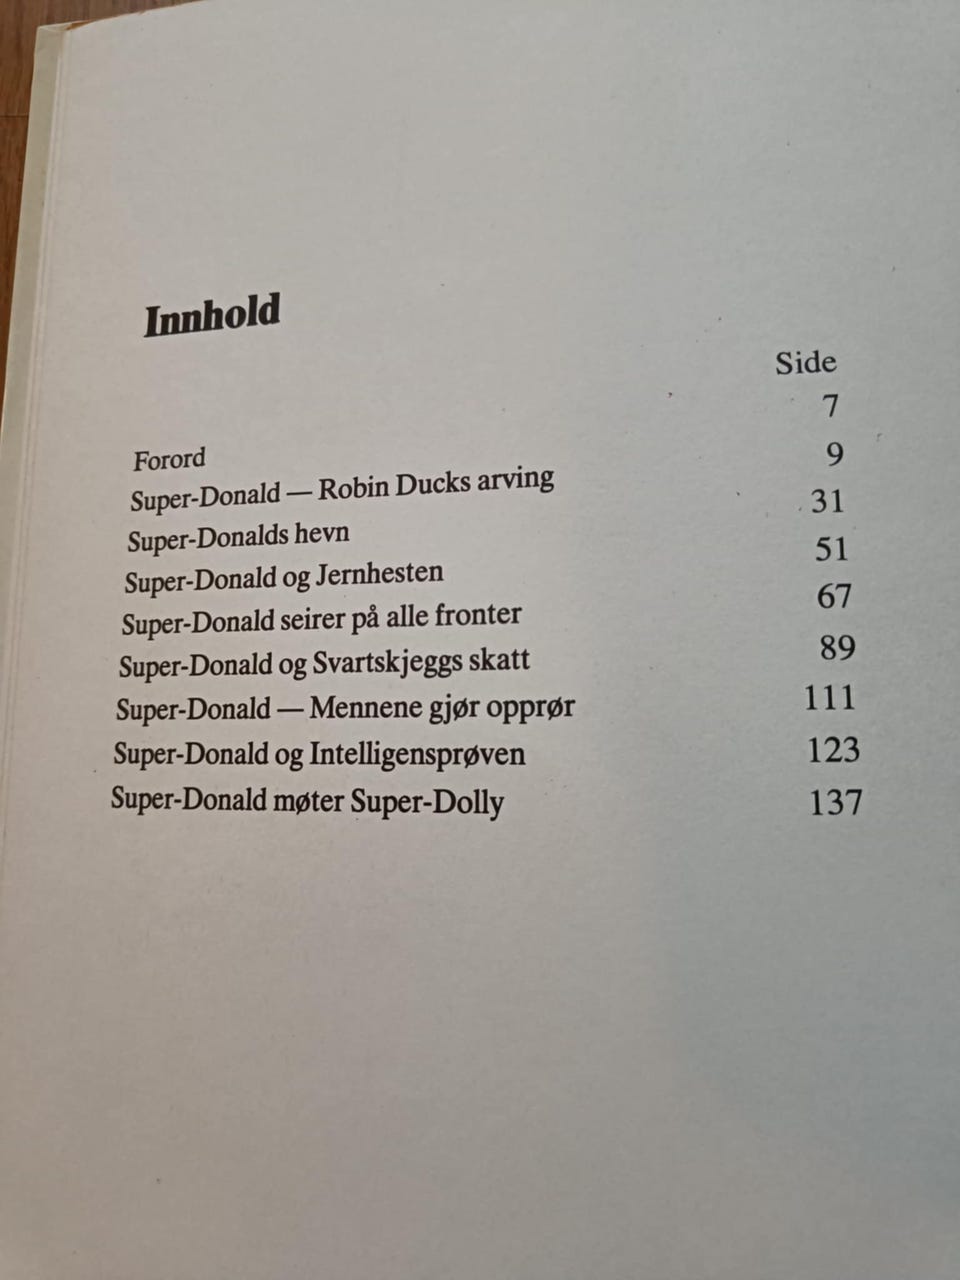 Innhold
Side
Forord 7
Super-Donald — Robin Ducks arving 9
Super-Donalds hevn 31
Super-Donald og Jernhesten 51
Super-Donald seirer på alle fronter 67
Super-Donald og Svartskjeggs skatt 89
Super-Donald — Mennene gjør opprør 111
Super-Donald og Intelligensprøven 123
Super-Donald møter Super-Dolly 137